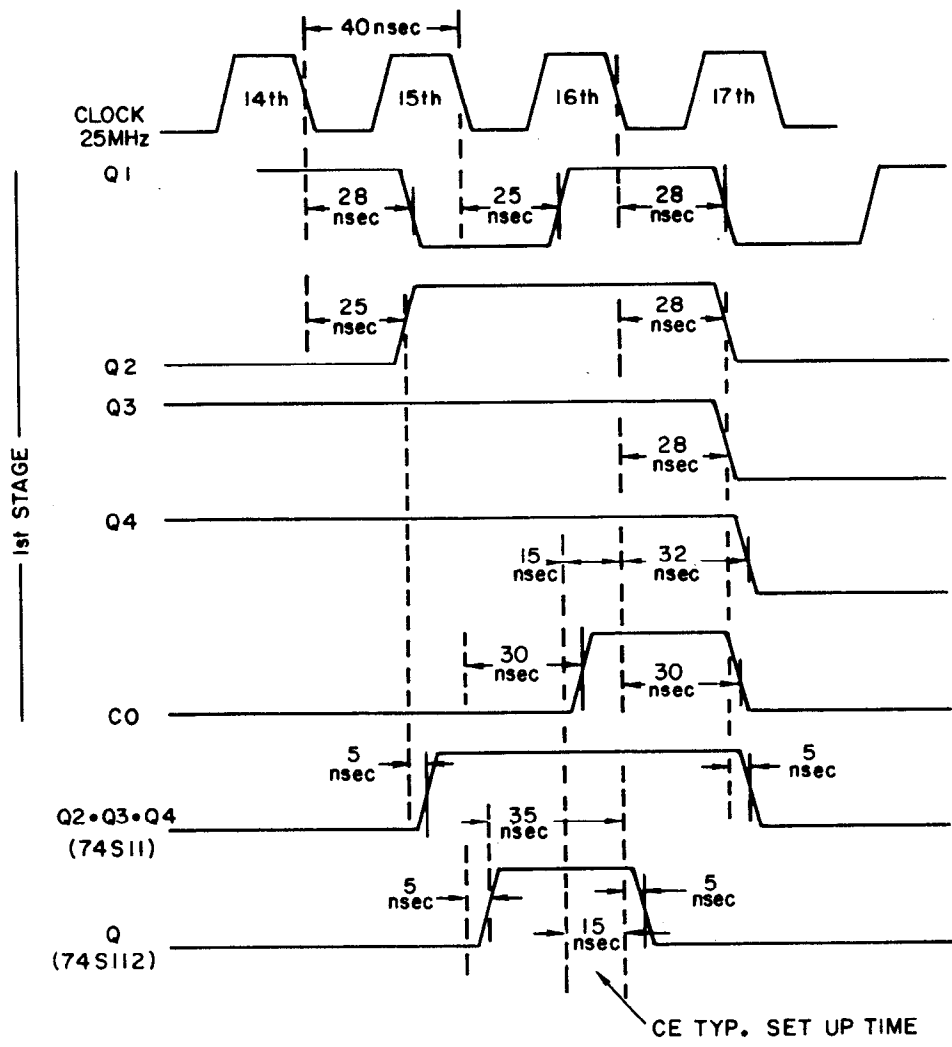 40 nsec
14th
15th
16th
17th
CLOCK
25MHz
Q1
28
nsec
25
nsec
28
nsec
25
nsec
28
nsec
Q2
Q3
28
nsec
1st STAGE
Q4
15
nsec
32
nsec
30
nsec
30
nsec
CO
5
nsec
5
nsec
Q2•Q3•Q4
(74S11)
35
nsec
5
nsec
5
nsec
Q
(74S112)
15
nsec
CE TYP. SET UP TIME